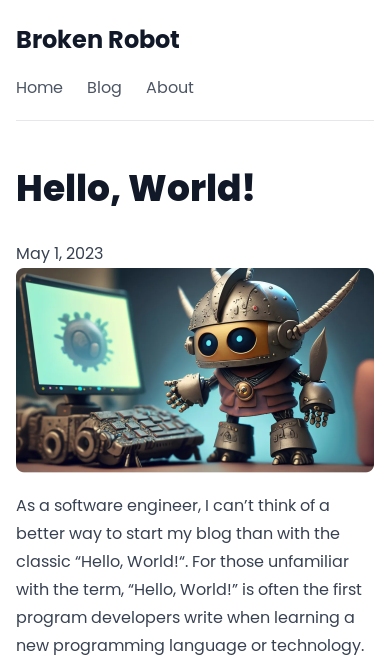 Broken Robot
Home Blog About
Hello, World!
May 1, 2023
As a software engineer, I can’t think of a
better way to start my blog than with the
classic “Hello, World!“. For those unfamiliar
with the term, “Hello, World!” is often the first
program developers write when learning a
new programming language or technology.